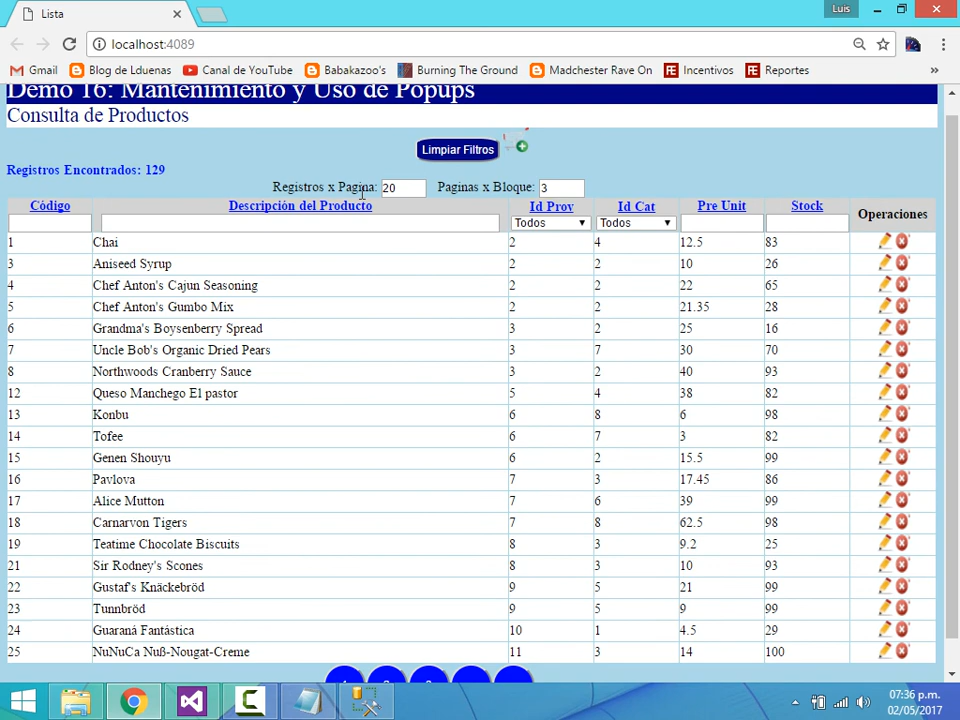 Lista
Luis
localhost:4089
Gmail Blog de Lduenas Canal de YouTube Babakazoo's Burning The Ground Madchester Rave On Incentivos Reportes »
Demo 16: Mantenimiento y Uso de Popups
Consulta de Productos
Limpiar Filtros
Registros Encontrados: 129
Registros x Pagina: 20 Paginas x Bloque: 3
Código Descripción del Producto Id Prov Id Cat Pre Unit Stock Operaciones
Todos Todos
1 Chai 2 4 12.5 83
3 Aniseed Syrup 2 2 10 26
4 Chef Anton's Cajun Seasoning 2 2 22 65
5 Chef Anton's Gumbo Mix 2 2 21.35 28
6 Grandma's Boysenberry Spread 3 2 25 16
7 Uncle Bob's Organic Dried Pears 3 7 30 70
8 Northwoods Cranberry Sauce 3 2 40 93
12 Queso Manchego El pastor 5 4 38 82
13 Konbu 6 8 6 98
14 Tofee 6 7 3 82
15 Genen Shouyu 6 2 15.5 99
16 Pavlova 7 3 17.45 86
17 Alice Mutton 7 6 39 99
18 Carnarvon Tigers 7 8 62.5 98
19 Teatime Chocolate Biscuits 8 3 9.2 25
21 Sir Rodney's Scones 8 3 10 93
22 Gustaf's Knäckebröd 9 5 21 99
23 Tunnbröd 9 5 9 99
24 Guaraná Fantástica 10 1 4.5 29
25 NuNuCa Nuß-Nougat-Creme 11 3 14 100
07:36 p.m.
02/05/2017